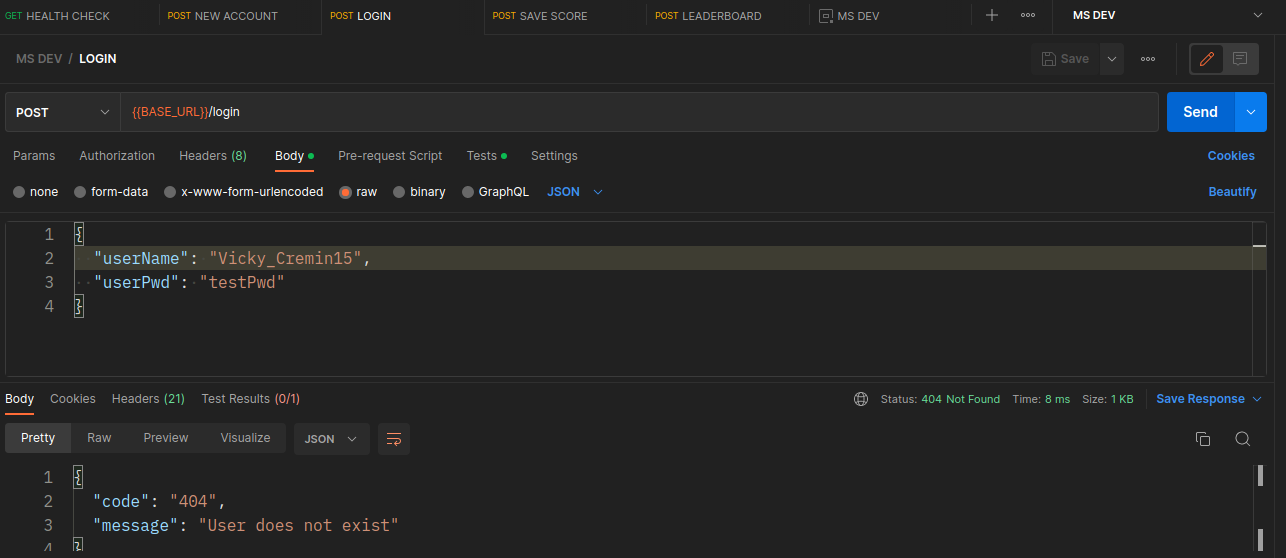 GET HEALTH CHECK POST NEW ACCOUNT POST LOGIN POST SAVE SCORE POST LEADERBOARD MS DEV MS DEV
MS DEV / LOGIN Save
POST {{BASE_URL}}/login Send
Params Authorization Headers (8) Body Pre-request Script Tests Settings Cookies
none form-data x-www-form-urlencoded raw binary GraphQL JSON Beautify
1 {
2 "userName": "Vicky_Cremin15",
3 "userPwd": "testPwd"
4 }
Body Cookies Headers (21) Test Results (0/1) Status: 404 Not Found Time: 8 ms Size: 1 KB Save Response
Pretty Raw Preview Visualize JSON
1 {
2 "code": "404",
3 "message": "User does not exist"
4 }